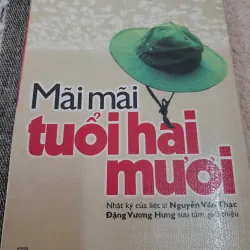 Mãi mãi
tuổi hai
mươi
Nhật ký của liệt sĩ Nguyễn Văn Thạc
Đặng Vương Hưng sưu tầm, giới thiệu